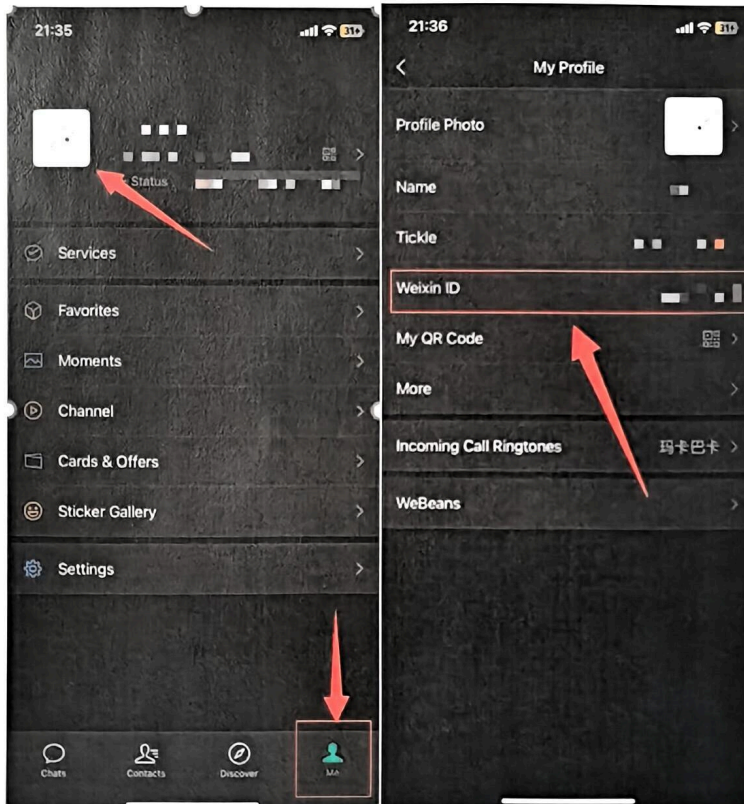 21:35
31
Status
Services
Favorites
Moments
Channel
Cards & Offers
Sticker Gallery
Settings
Chats
Contacts
Discover
Me
21:36
31
My Profile
Profile Photo
Name
Tickle
Weixin ID
My QR Code
More
Incoming Call Ringtones 玛卡巴卡
WeBeans